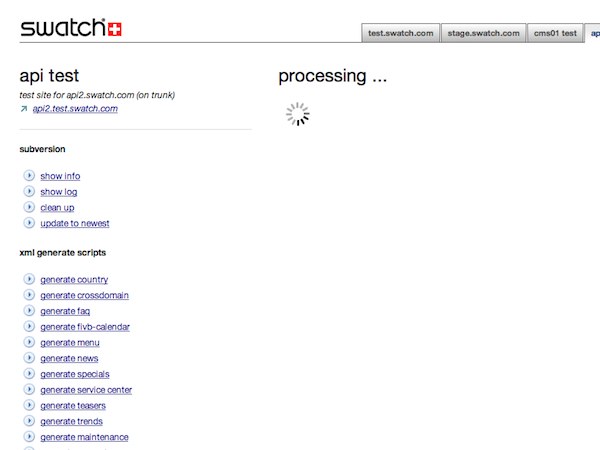 swatch
test.swatch.com stage.swatch.com cms01 test ap
api test
test site for api2.swatch.com (on trunk)
api2.test.swatch.com
subversion
show info
show log
clean up
update to newest
xml generate scripts
generate country
generate crossdomain
generate faq
generate fivb-calendar
generate menu
generate news
generate specials
generate service center
generate teasers
generate trends
generate maintenance
processing ...